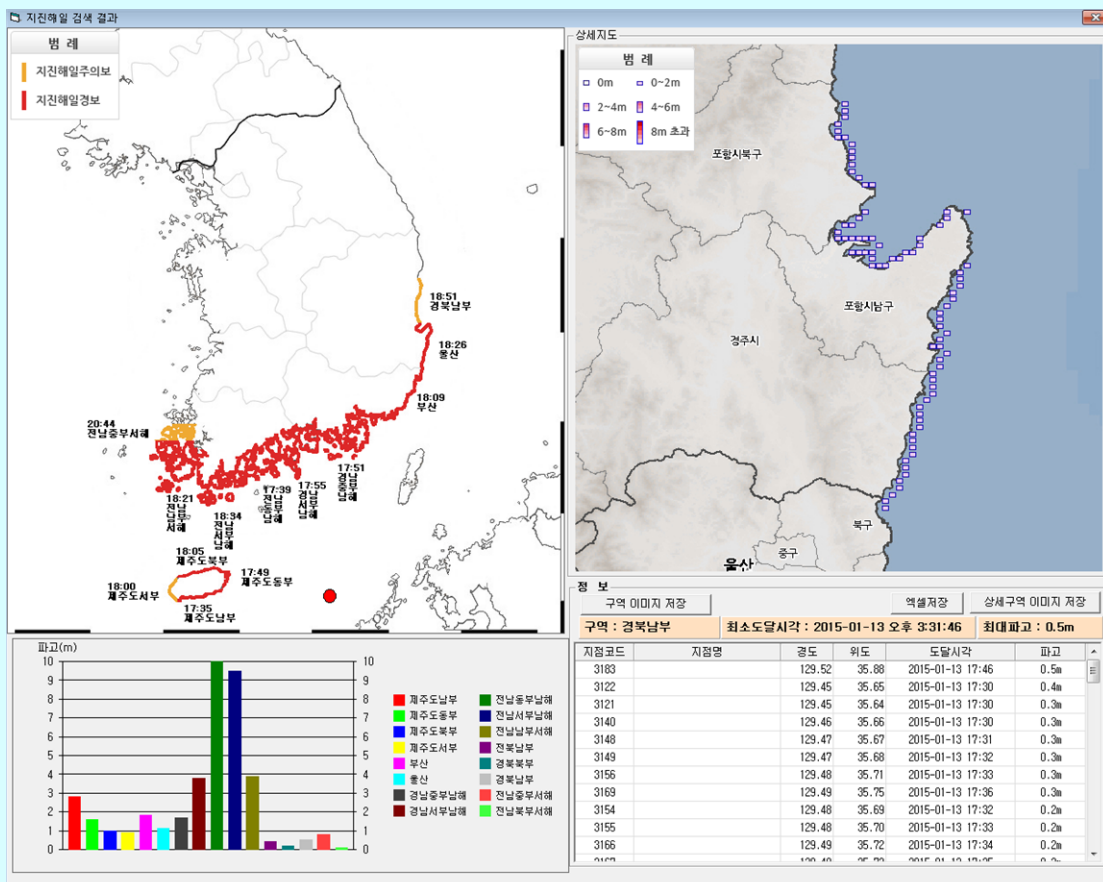 지진해일 검색 결과
범 례
지진해일주의보
지진해일경보
18:51
경북남부
18:26
울산
18:09
부산
20:44
전남중부서해
18:21
전남
남부
서해
18:34
전남
서부
남해
17:39
전남
동부
남해
17:55
경남
서부
남해
17:51
경남
중부
남해
18:05
제주도북부
18:00
제주도서부
17:49
제주도동부
17:35
제주도남부
상세지도
범 례
0m 0~2m
2~4m 4~6m
6~8m 8m 초과
포항시북구
포항시남구
경주시
북구
중구
울산
파고(m)
10 10
9 9
8 8
7 7
6 6
5 5
4 4
3 3
2 2
1 1
0 0
제주도남부 전남동부남해
제주도동부 전남서부남해
제주도북부 전남남부서해
제주도서부 전북남부
부산 경북북부
울산 경북남부
경남중부남해 전남중부서해
경남서부남해 전남북부서해
정 보
구역 이미지 저장 엑셀저장 상세구역 이미지 저장
구역 : 경북남부 최소도달시각 : 2015-01-13 오후 3:31:46 최대파고 : 0.5m
지점코드 지점명 경도 위도 도달시각 파고
3183 129.52 35.88 2015-01-13 17:46 0.5m
3122 129.45 35.65 2015-01-13 17:30 0.4m
3121 129.45 35.64 2015-01-13 17:30 0.3m
3140 129.46 35.66 2015-01-13 17:30 0.3m
3148 129.47 35.67 2015-01-13 17:31 0.3m
3149 129.47 35.68 2015-01-13 17:32 0.3m
3156 129.48 35.71 2015-01-13 17:33 0.3m
3169 129.49 35.75 2015-01-13 17:36 0.3m
3154 129.48 35.69 2015-01-13 17:32 0.2m
3155 129.48 35.70 2015-01-13 17:33 0.2m
3166 129.49 35.72 2015-01-13 17:34 0.2m